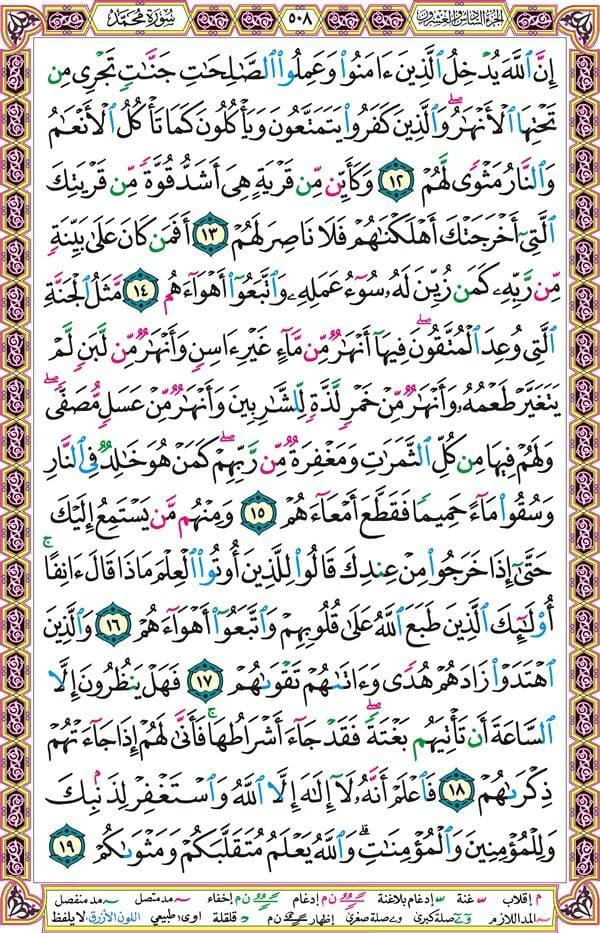 الجزء السادس والعشرون ٥٠٨ سورة محمد
إِنَّ ٱللَّهَ يُدۡخِلُ ٱلَّذِينَ ءَامَنُواْ وَعَمِلُواْ ٱلصَّٰلِحَٰتِ جَنَّٰتٖ تَجۡرِي مِن
تَحۡتِهَا ٱلۡأَنۡهَٰرُۖ وَٱلَّذِينَ كَفَرُواْ يَتَمَتَّعُونَ وَيَأۡكُلُونَ كَمَا تَأۡكُلُ ٱلۡأَنۡعَٰمُ
وَٱلنَّارُ مَثۡوٗى لَّهُمۡ ١٢ وَكَأَيِّن مِّن قَرۡيَةٍ هِيَ أَشَدُّ قُوَّةٗ مِّن قَرۡيَتِكَ
ٱلَّتِيٓ أَخۡرَجَتۡكَ أَهۡلَكۡنَٰهُمۡ فَلَا نَاصِرَ لَهُمۡ ١٣ أَفَمَن كَانَ عَلَىٰ بَيِّنَةٖ
مِّن رَّبِّهِۦ كَمَن زُيِّنَ لَهُۥ سُوٓءُ عَمَلِهِۦ وَٱتَّبَعُوٓاْ أَهۡوَآءَهُم ١٤ مَّثَلُ ٱلۡجَنَّةِ
ٱلَّتِي وُعِدَ ٱلۡمُتَّقُونَۖ فِيهَآ أَنۡهَٰرٞ مِّن مَّآءٍ غَيۡرِ ءَاسِنٖ وَأَنۡهَٰرٞ مِّن لَّبَنٖ لَّمۡ
يَتَغَيَّرۡ طَعۡمُهُۥ وَأَنۡهَٰرٞ مِّنۡ خَمۡرٖ لَّذَّةٖ لِّلشَّٰرِبِينَ وَأَنۡهَٰرٞ مِّنۡ عَسَلٖ مُّصَفّٗىۖ
وَلَهُمۡ فِيهَا مِن كُلِّ ٱلثَّمَرَٰتِ وَمَغۡفِرَةٞ مِّن رَّبِّهِمۡۖ كَمَنۡ هُوَ خَٰلِدٞ فِي ٱلنَّارِ
وَسُقُواْ مَآءً حَمِيمٗا فَقَطَّعَ أَمۡعَآءَهُمۡ ١٥ وَمِنۡهُم مَّن يَسۡتَمِعُ إِلَيۡكَ
حَتَّىٰٓ إِذَا خَرَجُواْ مِنۡ عِندِكَ قَالُواْ لِلَّذِينَ أُوتُواْ ٱلۡعِلۡمَ مَاذَا قَالَ ءَانِفًاۚ
أُوْلَٰٓئِكَ ٱلَّذِينَ طَبَعَ ٱللَّهُ عَلَىٰ قُلُوبِهِمۡ وَٱتَّبَعُوٓاْ أَهۡوَآءَهُمۡ ١٦ وَٱلَّذِينَ
ٱهۡتَدَوۡاْ زَادَهُمۡ هُدٗى وَءَاتَىٰهُمۡ تَقۡوَىٰهُمۡ ١٧ فَهَلۡ يَنظُرُونَ إِلَّا
ٱلسَّاعَةَ أَن تَأۡتِيَهُم بَغۡتَةٗۖ فَقَدۡ جَآءَ أَشۡرَاطُهَاۚ فَأَنَّىٰ لَهُمۡ إِذَا جَآءَتۡهُمۡ
ذِكۡرَىٰهُمۡ ١٨ فَٱعۡلَمۡ أَنَّهُۥ لَآ إِلَٰهَ إِلَّا ٱللَّهُ وَٱسۡتَغۡفِرۡ لِذَنۢبِكَ
وَلِلۡمُؤۡمِنِينَ وَٱلۡمُؤۡمِنَٰتِۗ وَٱللَّهُ يَعۡلَمُ مُتَقَلَّبَكُمۡ وَمَثۡوَىٰكُمۡ ١٩
م إقلاب غنة إدغام بلاغنة ن م إدغام ن م إخفاء مد متصل مد منفصل
المد اللازم صلة كبرى صلة صغرى إظهار ن م قلقلة اوى طبيعي اللون الأزرق لا يلفظ